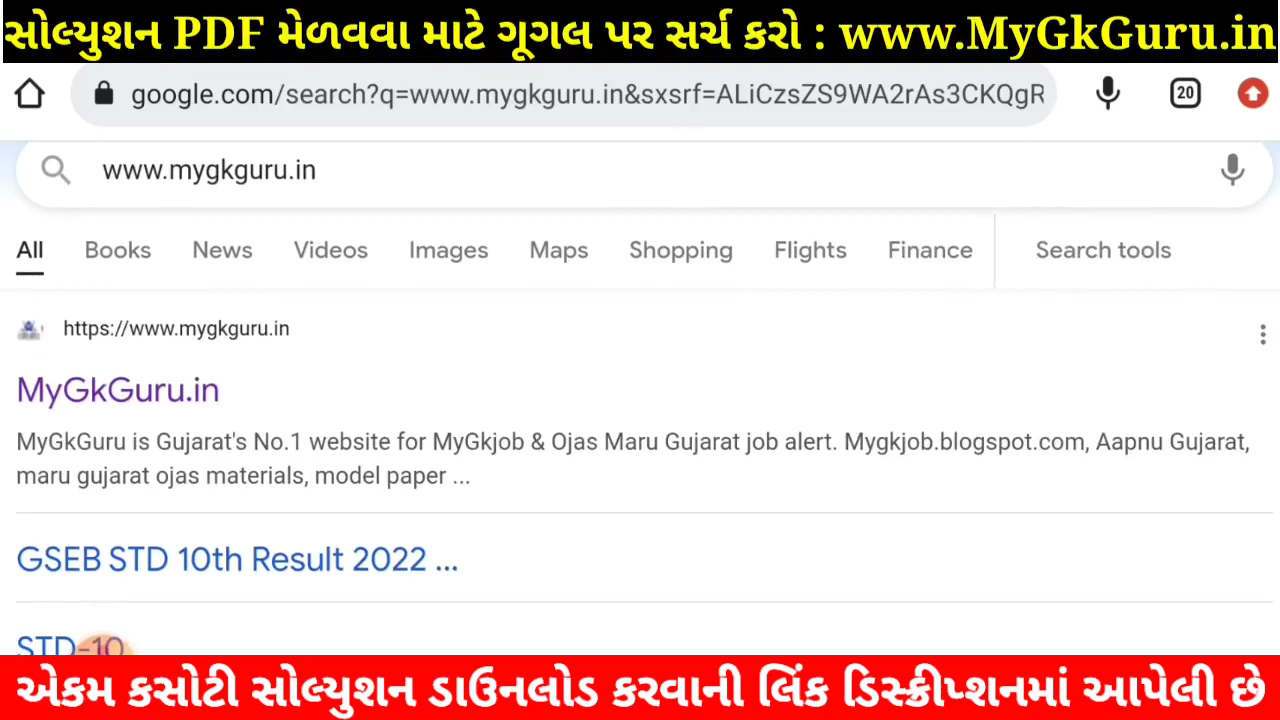 સોલ્યુશન PDF મેળવવા માટે ગૂગલ પર સર્ચ કરો : www.MyGkGuru.in
google.com/search?q=www.mygkguru.in&sxsrf=ALiCzsZS9WA2rAs3CKQgR
20
www.mygkguru.in
All Books News Videos Images Maps Shopping Flights Finance Search tools
https://www.mygkguru.in
MyGkGuru.in
MyGkGuru is Gujarat's No.1 website for MyGkjob & Ojas Maru Gujarat job alert. Mygkjob.blogspot.com, Aapnu Gujarat,
maru gujarat ojas materials, model paper ...
GSEB STD 10th Result 2022 ...
STD-10
એકમ કસોટી સોલ્યુશન ડાઉનલોડ કરવાની લિંક ડિસ્ક્રીપ્શનમાં આપેલી છે